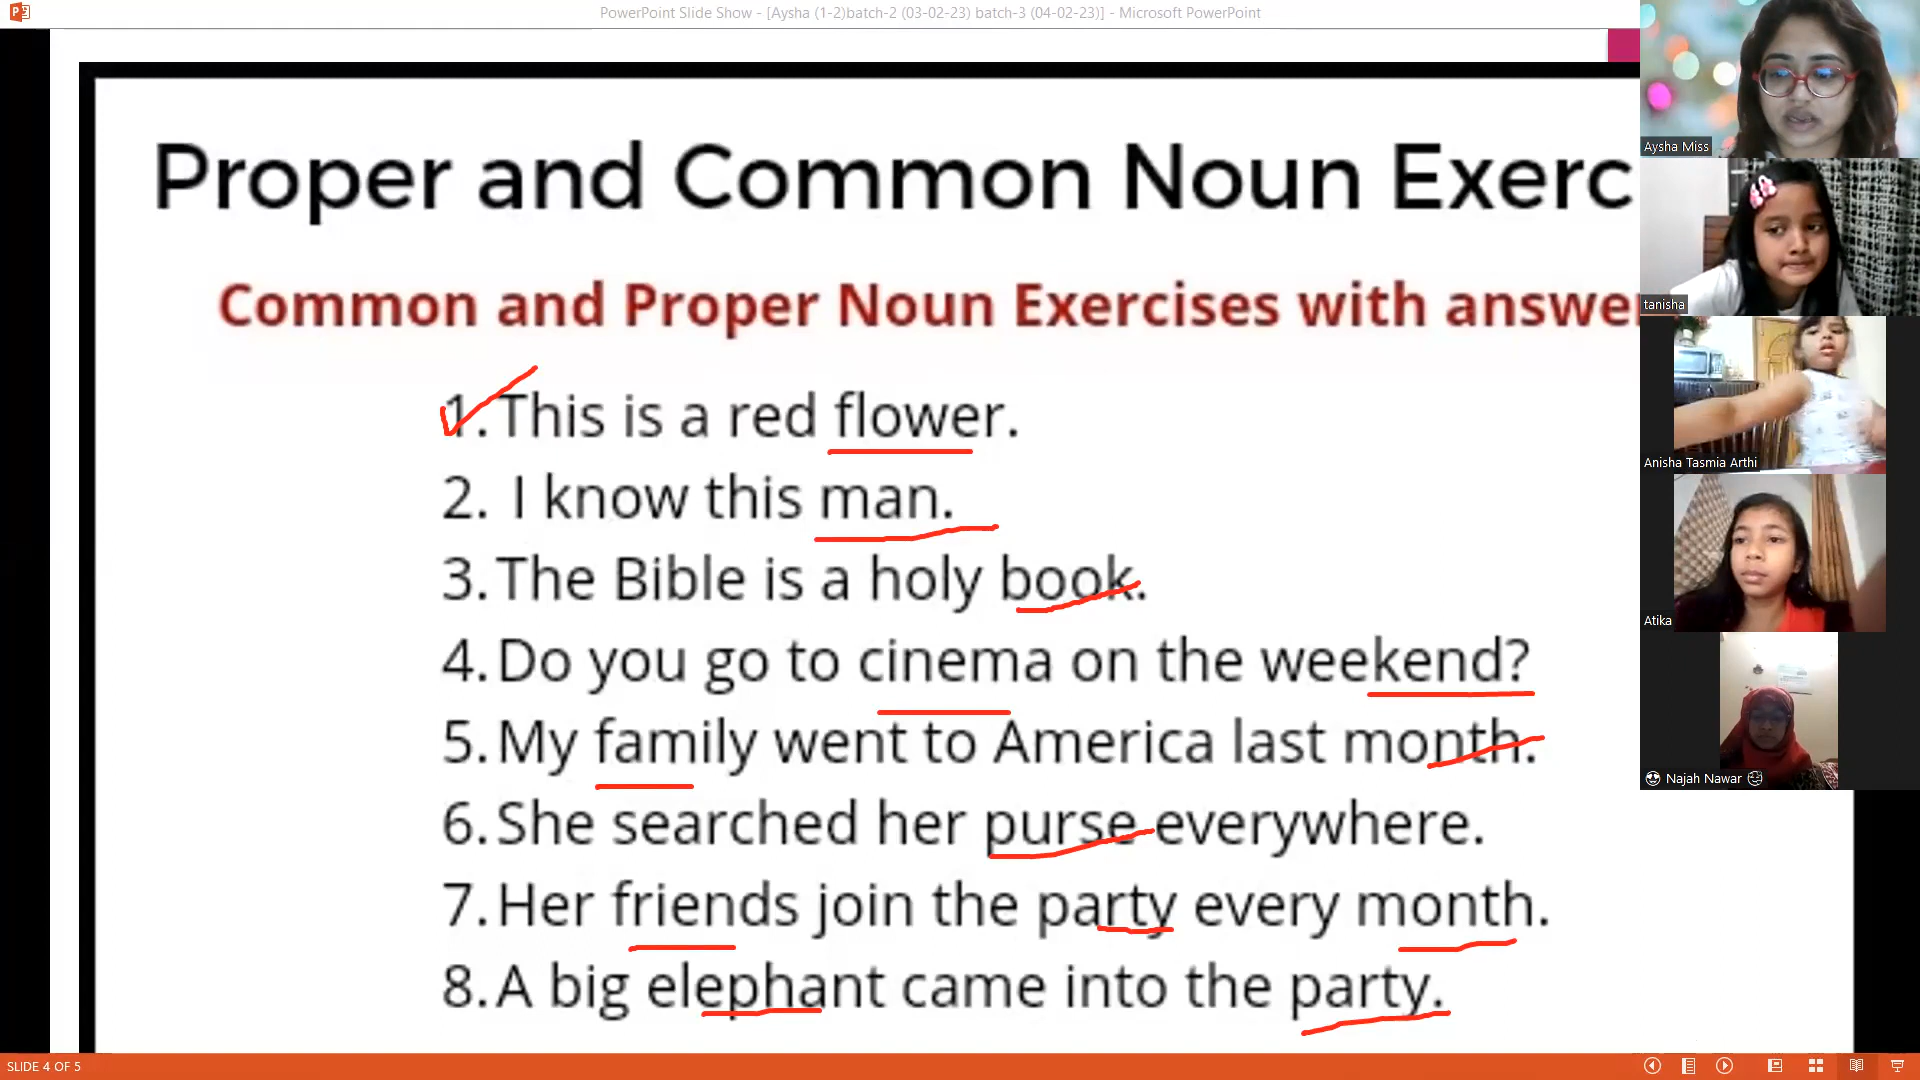 PowerPoint Slide Show - [Aysha (1-2)batch-2 (03-02-23) batch-3 (04-02-23)] - Microsoft PowerPoint
Proper and Common Noun Exerc
Common and Proper Noun Exercises with answe
1. This is a red flower.
2. I know this man.
3. The Bible is a holy book.
4. Do you go to cinema on the weekend?
5. My family went to America last month.
6. She searched her purse everywhere.
7. Her friends join the party every month.
8. A big elephant came into the party.
Aysha Miss
tanisha
Anisha Tasmia Arthi
Atika
Najah Nawar
SLIDE 4 OF 5